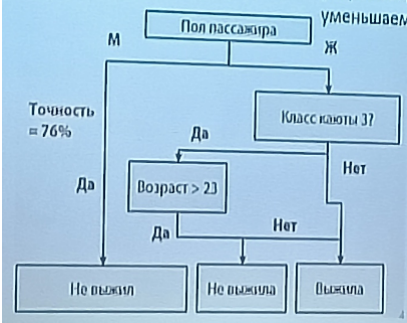 уменьшаем
Пол пассажира
М
Ж
Точность
= 76%
Класс каюты 3?
Да
Нет
Да
Возраст > 23
Да
Нет
Не выжил
Не выжила
Выжила
4